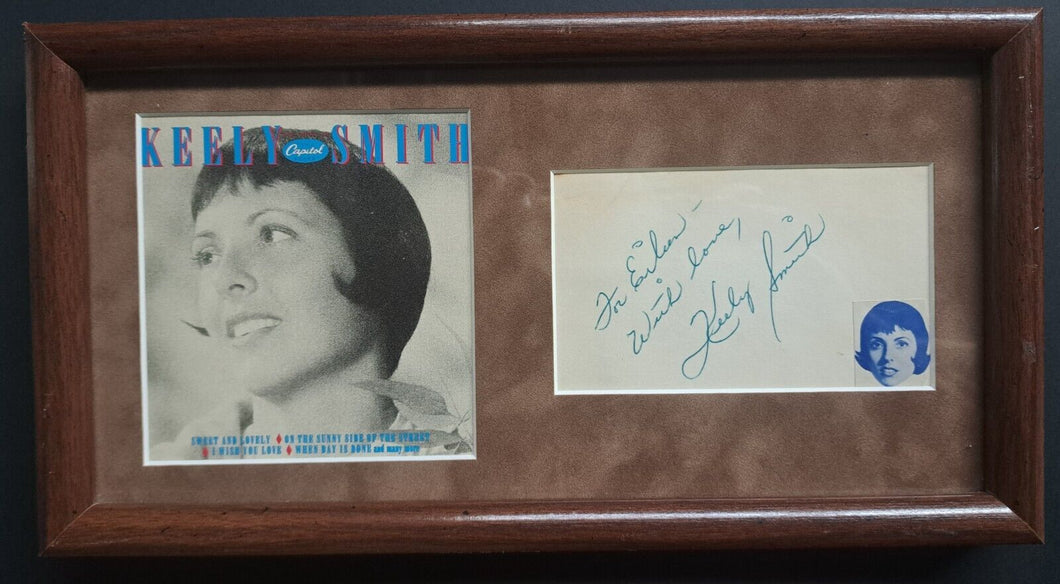 KEELY SMITH
Capitol
SWEET AND LOVELY ♦ ON THE SUNNY SIDE OF THE STREET
♦ I WISH YOU LOVE ♦ WHEN DAY IS DONE and many more
For Eileen -
With love,
Keely Smith